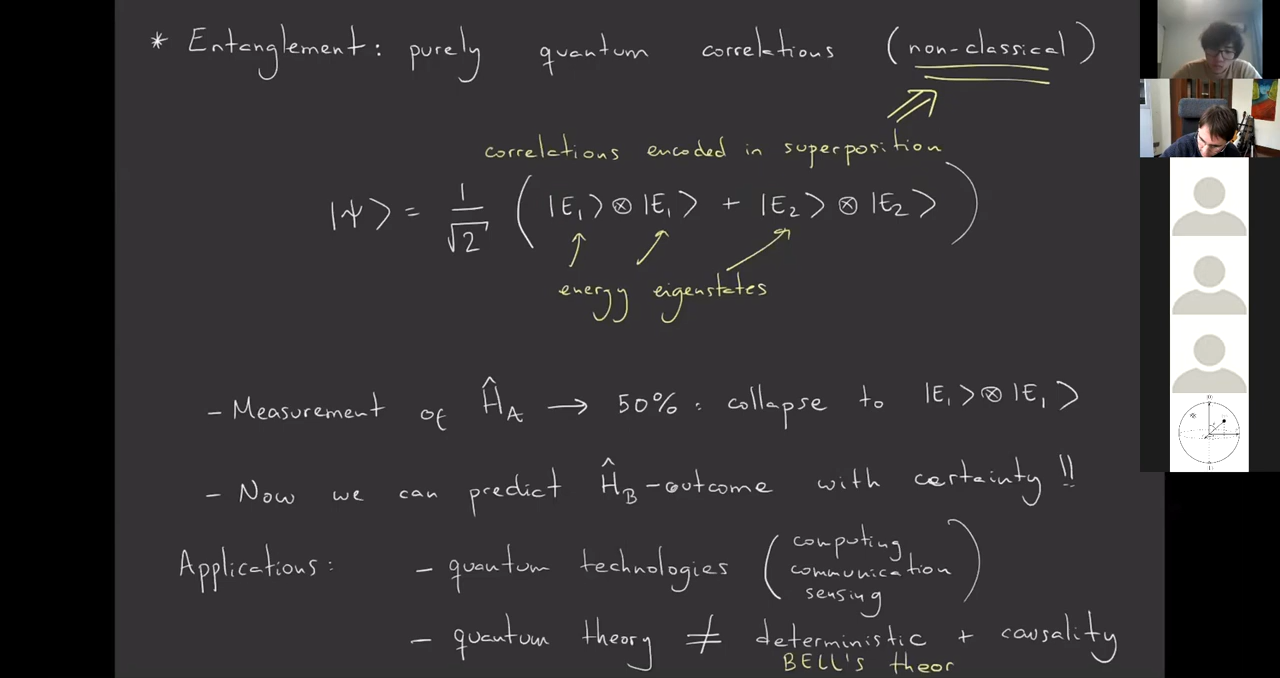 * Entanglement: purely quantum correlations (non-classical)
correlations encoded in superposition
|ψ> = 1/√2 ( |E₁> ⊗ |E₁> + |E₂> ⊗ |E₂> )
energy eigenstates
- Measurement of Ĥ_A → 50%: collapse to |E₁> ⊗ |E₁>
- Now we can predict Ĥ_B-outcome with certainty!!
Applications: - quantum technologies (computing
communication
sensing)
- quantum theory ≠ deterministic + causality
BELL'S theor